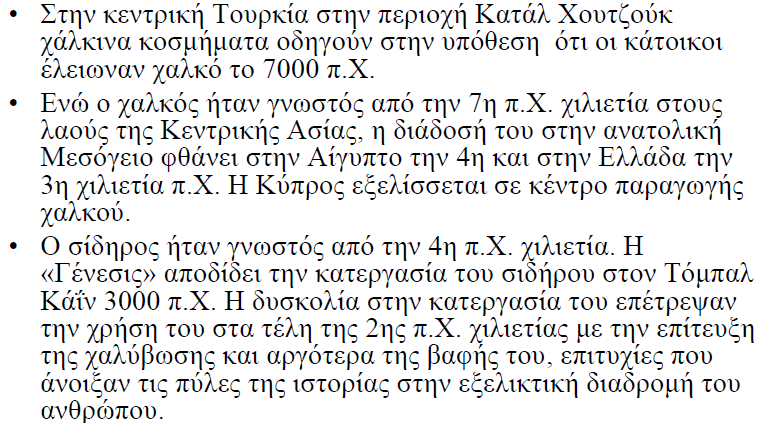 • Στην κεντρική Τουρκία στην περιοχή Κατάλ Χουτζούκ
χάλκινα κοσμήματα οδηγούν στην υπόθεση ότι οι κάτοικοι
έλειωναν χαλκό το 7000 π.Χ.
• Ενώ ο χαλκός ήταν γνωστός από την 7η π.Χ. χιλιετία στους
λαούς της Κεντρικής Ασίας, η διάδοσή του στην ανατολική
Μεσόγειο φθάνει στην Αίγυπτο την 4η και στην Ελλάδα την
3η χιλιετία π.Χ. Η Κύπρος εξελίσσεται σε κέντρο παραγωγής
χαλκού.
• Ο σίδηρος ήταν γνωστός από την 4η π.Χ. χιλιετία. Η
«Γένεσις» αποδίδει την κατεργασία του σιδήρου στον Τόμπαλ
Κάΐν 3000 π.Χ. Η δυσκολία στην κατεργασία του επέτρεψαν
την χρήση του στα τέλη της 2ης π.Χ. χιλιετίας με την επίτευξη
της χαλύβωσης και αργότερα της βαφής του, επιτυχίες που
άνοιξαν τις πύλες της ιστορίας στην εξελικτική διαδρομή του
ανθρώπου.